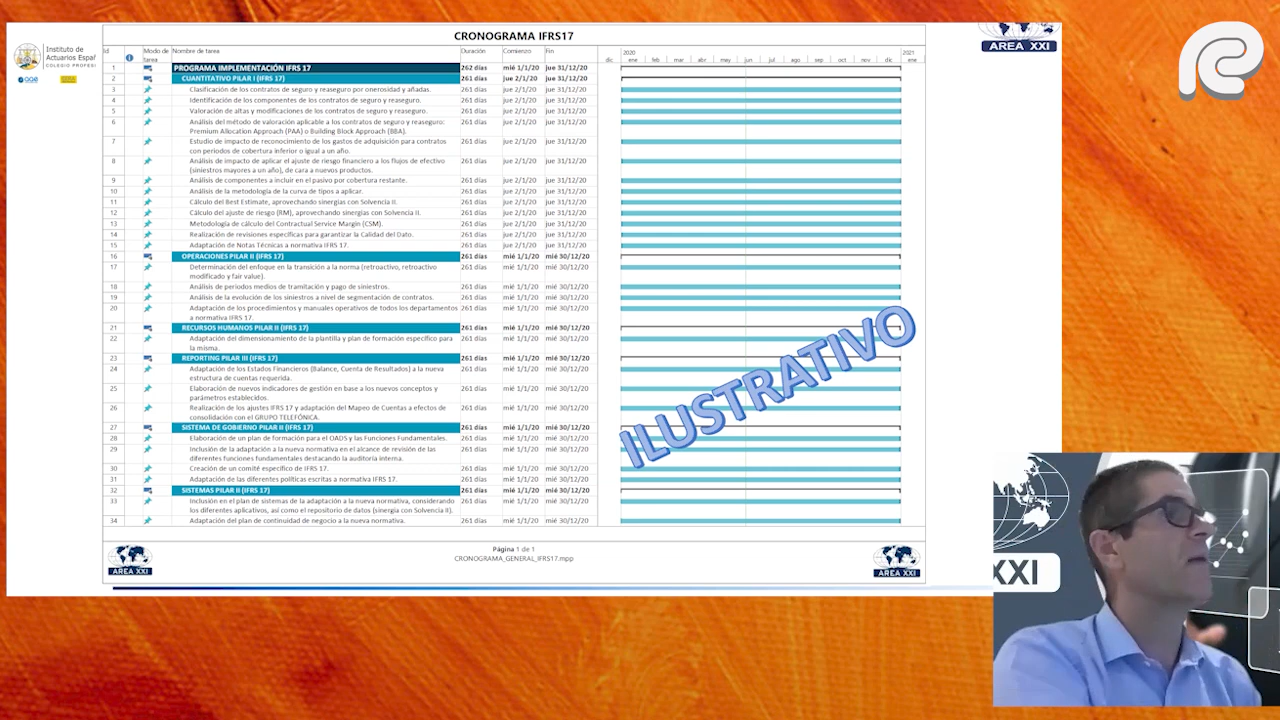 CRONOGRAMA IFRS17
Instituto de
Actuarios Españ
COLEGIO PROFESI
AREA XXI
Id Modo de tarea Nombre de tarea Duración Comienzo Fin
2020 2021
dic ene feb mar abr may jun jul ago sep oct nov dic ene
1 PROGRAMA IMPLEMENTACIÓN IFRS 17 262 días mié 1/1/20 jue 31/12/20
2 CUANTITATIVO PILAR I (IFRS 17) 261 días jue 2/1/20 jue 31/12/20
3 Clasificación de los contratos de seguro y reaseguro por onerosidad y añadas. 261 días jue 2/1/20 jue 31/12/20
4 Identificación de los componentes de los contratos de seguro y reaseguro. 261 días jue 2/1/20 jue 31/12/20
5 Valoración de altas y modificaciones de los contratos de seguro y reaseguro. 261 días jue 2/1/20 jue 31/12/20
6 Análisis del método de valoración aplicable a los contratos de seguro y reaseguro: 261 días jue 2/1/20 jue 31/12/20
Premium Allocation Approach (PAA) o Building Block Approach (BBA).
7 Estudio de impacto de reconocimiento de los gastos de adquisición para contratos 261 días jue 2/1/20 jue 31/12/20
con periodos de cobertura inferior o igual a un año.
8 Análisis de impacto de aplicar el ajuste de riesgo financiero a los flujos de efectivo 261 días jue 2/1/20 jue 31/12/20
(siniestros mayores a un año), de cara a nuevos productos.
9 Análisis de componentes a incluir en el pasivo por cobertura restante. 261 días jue 2/1/20 jue 31/12/20
10 Análisis de la metodología de la curva de tipos a aplicar. 261 días jue 2/1/20 jue 31/12/20
11 Cálculo del Best Estimate, aprovechando sinergias con Solvencia II. 261 días jue 2/1/20 jue 31/12/20
12 Cálculo del ajuste de riesgo (RM), aprovechando sinergias con Solvencia II. 261 días jue 2/1/20 jue 31/12/20
13 Metodología de cálculo del Contractual Service Margin (CSM). 261 días jue 2/1/20 jue 31/12/20
14 Realización de revisiones específicas para garantizar la Calidad del Dato. 261 días jue 2/1/20 jue 31/12/20
15 Adaptación de Notas Técnicas a normativa IFRS 17. 261 días jue 2/1/20 jue 31/12/20
16 OPERACIONES PILAR II (IFRS 17) 261 días mié 1/1/20 mié 30/12/20
17 Determinación del enfoque en la transición a la norma (retroactivo, retroactivo 261 días mié 1/1/20 mié 30/12/20
modificado y fair value).
18 Análisis de periodos medios de tramitación y pago de siniestros. 261 días mié 1/1/20 mié 30/12/20
19 Análisis de la evolución de los siniestros a nivel de segmentación de contratos. 261 días mié 1/1/20 mié 30/12/20
20 Adaptación de los procedimientos y manuales operativos de todos los departamentos 261 días mié 1/1/20 mié 30/12/20
a normativa IFRS 17.
21 RECURSOS HUMANOS PILAR II (IFRS 17) 261 días mié 1/1/20 mié 30/12/20
22 Adaptación del dimensionamiento de la plantilla y plan de formación específico para 261 días mié 1/1/20 mié 30/12/20
la misma.
23 REPORTING PILAR III (IFRS 17) 261 días mié 1/1/20 mié 30/12/20
24 Adaptación de los Estados Financieros (Balance, Cuenta de Resultados) a la nueva 261 días mié 1/1/20 mié 30/12/20
estructura de cuentas requerida.
25 Elaboración de nuevos indicadores de gestión en base a los nuevos conceptos y 261 días mié 1/1/20 mié 30/12/20
parámetros establecidos.
26 Realización de los ajustes IFRS 17 y adaptación del Mapeo de Cuentas a efectos de 261 días mié 1/1/20 mié 30/12/20
consolidación con el GRUPO TELEFÓNICA.
27 SISTEMA DE GOBIERNO PILAR II (IFRS 17) 261 días mié 1/1/20 mié 30/12/20
28 Elaboración de un plan de formación para el OADS y las Funciones Fundamentales. 261 días mié 1/1/20 mié 30/12/20
29 Inclusión de la adaptación a la nueva normativa en el alcance de revisión de las 261 días mié 1/1/20 mié 30/12/20
diferentes funciones fundamentales destacando la auditoría interna.
30 Creación de un comité específico de IFRS 17. 261 días mié 1/1/20 mié 30/12/20
31 Adaptación de las diferentes políticas escritas a normativa IFRS 17. 261 días mié 1/1/20 mié 30/12/20
32 SISTEMAS PILAR II (IFRS 17) 261 días mié 1/1/20 mié 30/12/20
33 Inclusión en el plan de sistemas de la adaptación a la nueva normativa, considerando 261 días mié 1/1/20 mié 30/12/20
los diferentes aplicativos, así como el repositorio de datos (sinergia con Solvencia II).
34 Adaptación del plan de continuidad de negocio a la nueva normativa. 261 días mié 1/1/20 mié 30/12/20
ILUSTRATIVO
Página 1 de 1
CRONOGRAMA_GENERAL_IFRS17.mpp
AREA XXI
AREA XXI
XXI